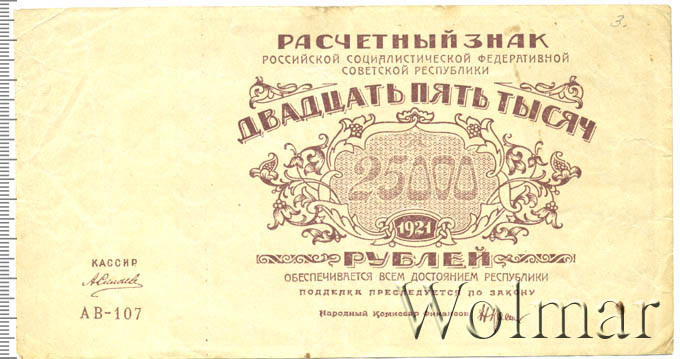 3.
РАСЧЕТНЫЙ ЗНАК
РОССИЙСКОЙ СОЦИАЛИСТИЧЕСКОЙ ФЕДЕРАТИВНОЙ
СОВЕТСКОЙ РЕСПУБЛИКИ
ДВАДЦАТЬ ПЯТЬ ТЫСЯЧ
25000
1921
РУБЛЕЙ
ОБЕСПЕЧИВАЕТСЯ ВСЕМ ДОСТОЯНИЕМ РЕСПУБЛИКИ
ПОДДЕЛКА ПРЕСЛЕДУЕТСЯ ПО ЗАКОНУ
Народный Комиссар Финансов
КАССИР
АВ-107
Wolmar